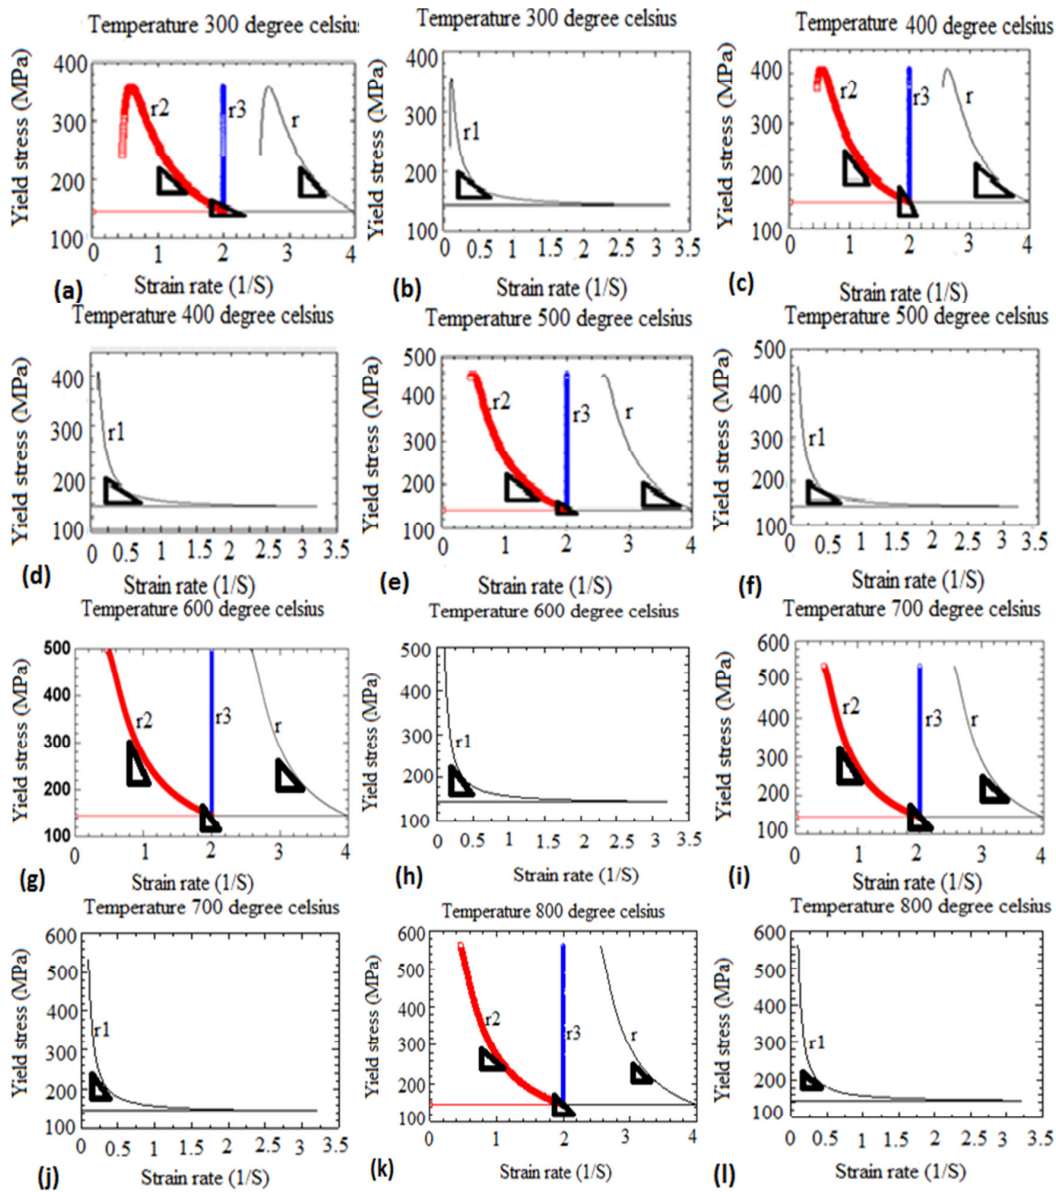 Temperature 300 degree celsius
Yield stress (MPa)
400
300
200
100
r2
r3
r
0
1
2
3
4
Strain rate (1/S)
(a)
Temperature 300 degree celsius
Yield stress (MPa)
400
300
200
100
r1
0 0.5 1 1.5 2 2.5 3 3.5
Strain rate (1/S)
(b)
Temperature 400 degree celsius
Yield stress (MPa)
400
300
200
100
r2
r3
r
0 1 2 3 4
Strain rate (1/S)
(c)
Temperature 400 degree celsius
Yield stress (MPa)
400
300
200
100
r1
0 0.5 1 1.5 2 2.5 3 3.5
Strain rate (1/S)
(d)
Temperature 500 degree celsius
Yield stress (MPa)
500
400
300
200
100
r2
r3
r
0 1 2 3 4
Strain rate (1/S)
(e)
Temperature 500 degree celsius
Yield stress (MPa)
500
400
300
200
100
r1
0 0.5 1 1.5 2 2.5 3 3.5
Strain rate (1/S)
(f)
Temperature 600 degree celsius
Yield stress (MPa)
500
400
300
200
100
r2
r3
r
0 1 2 3 4
Strain rate (1/S)
(g)
Temperature 600 degree celsius
Yield stress (MPa)
500
400
300
200
100
r1
0 0.5 1 1.5 2 2.5 3 3.5
Strain rate (1/S)
(h)
Temperature 700 degree celsius
Yield stress (MPa)
600
500
400
300
200
100
r2
r3
r
0 1 2 3 4
Strain rate (1/S)
(i)
Temperature 700 degree celsius
Yield stress (MPa)
600
500
400
300
200
100
r1
0 0.5 1 1.5 2 2.5 3 3.5
Strain rate (1/S)
(j)
Temperature 800 degree celsius
Yield stress (MPa)
600
500
400
300
200
100
r2
r3
r
0 1 2 3 4
Strain rate (1/S)
(k)
Temperature 800 degree celsius
Yield stress (MPa)
600
500
400
300
200
100
r1
0 0.5 1 1.5 2 2.5 3 3.5
Strain rate (1/S)
(l)